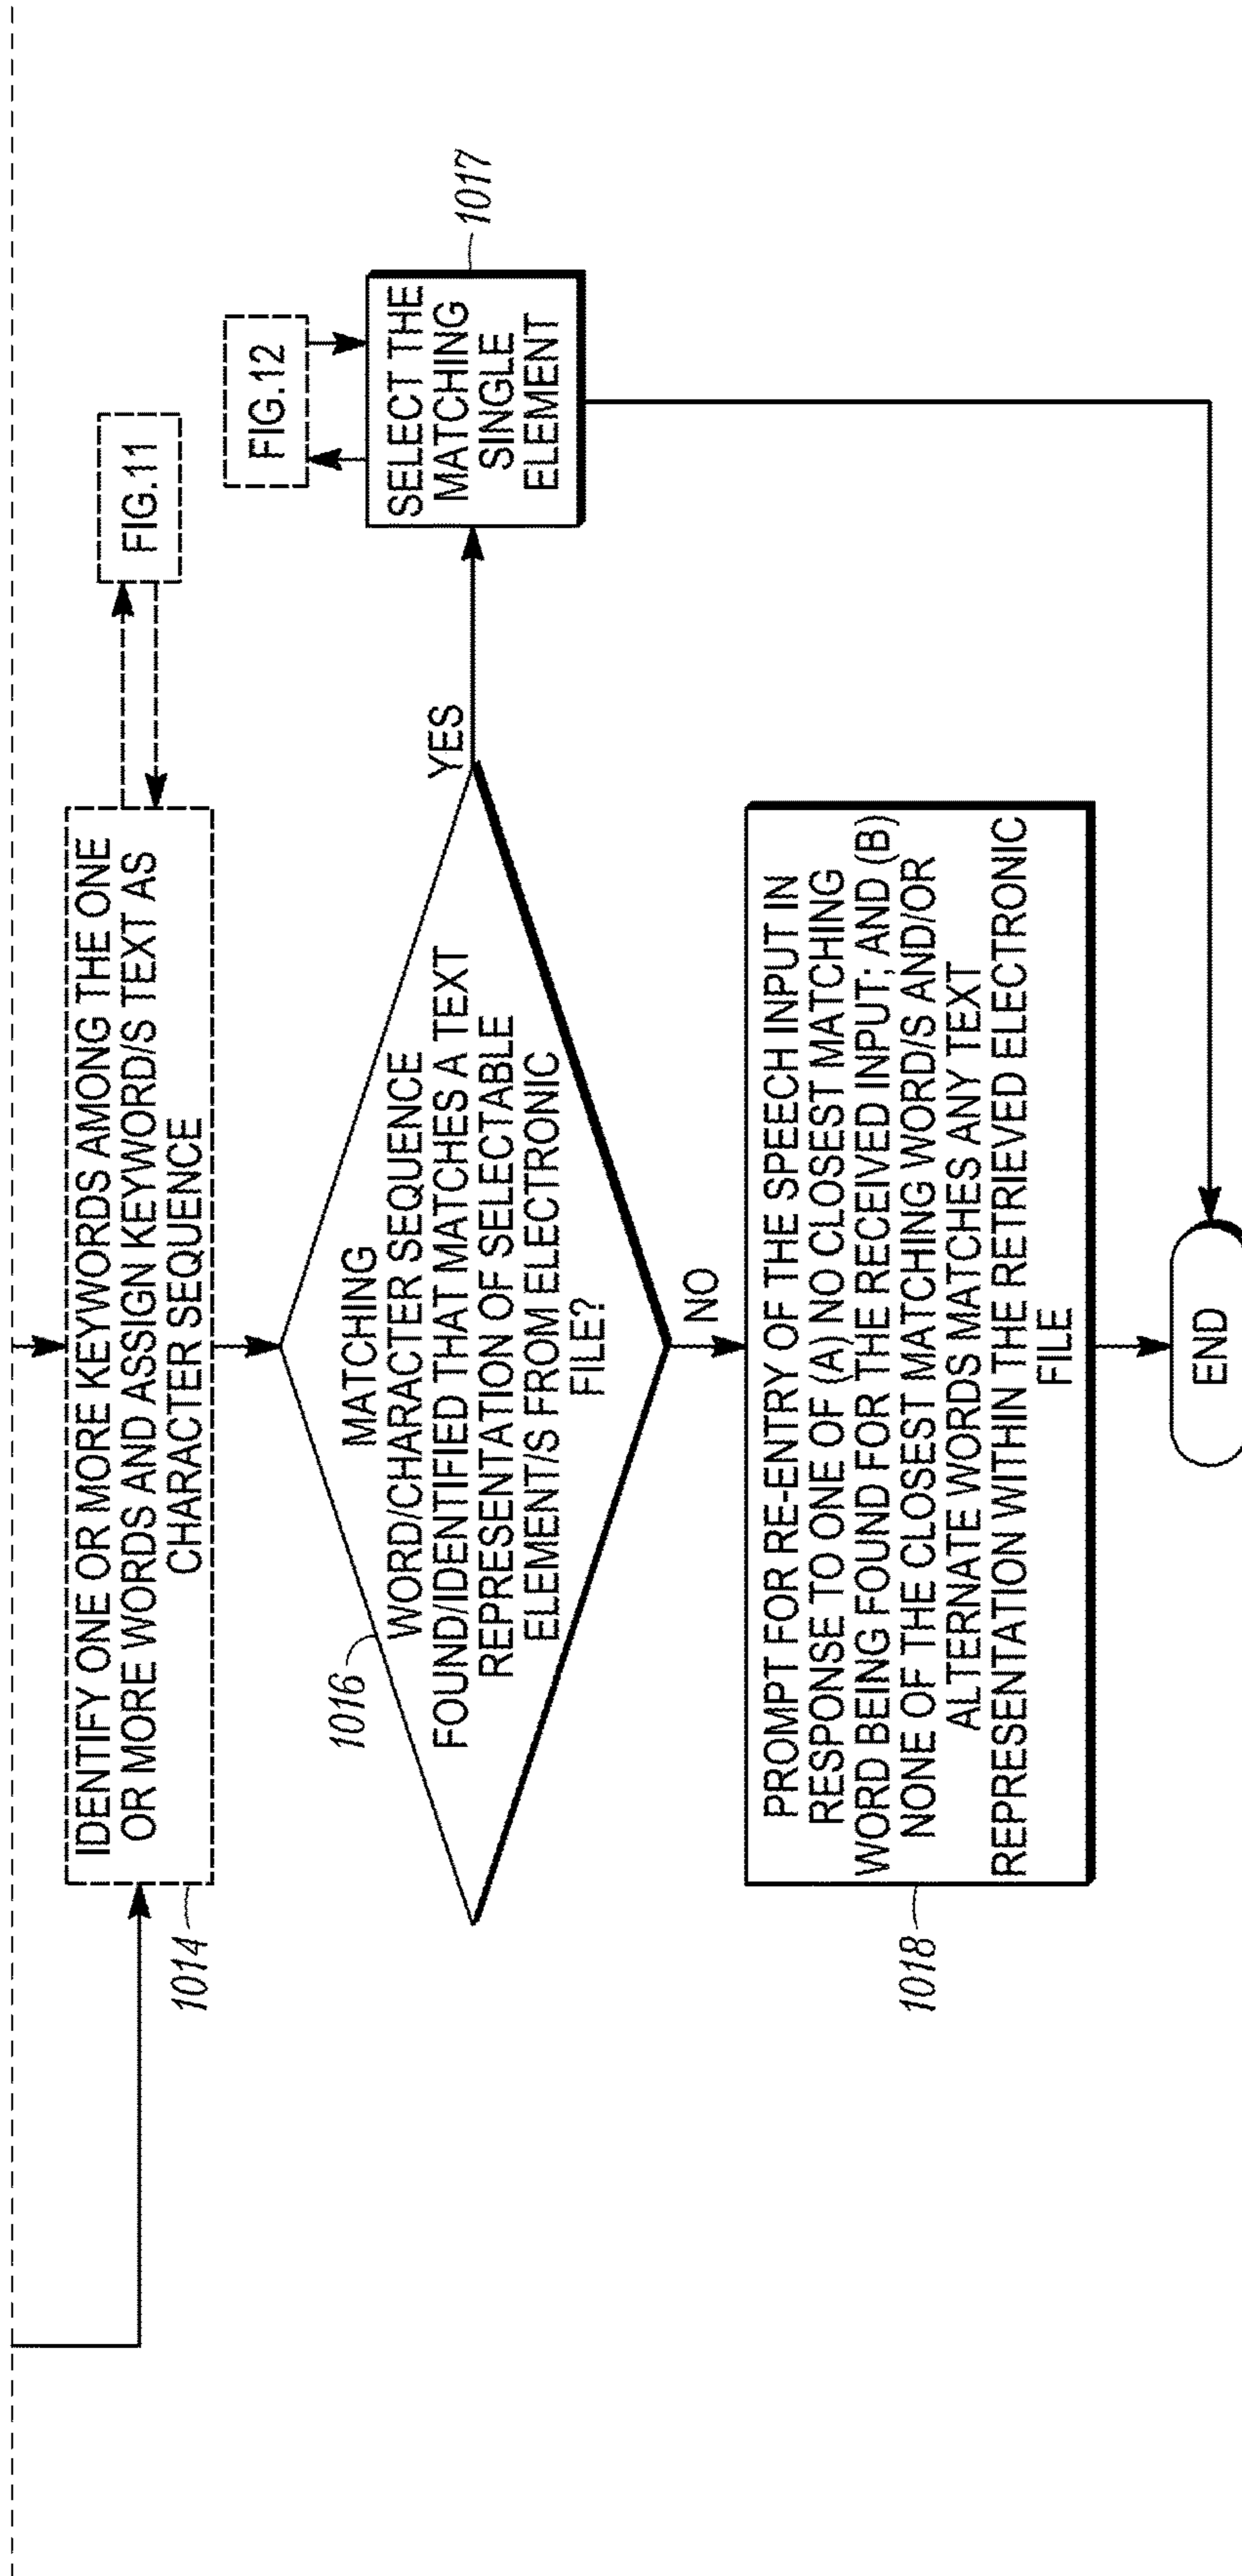 IDENTIFY ONE OR MORE KEYWORDS AMONG THE ONE
OR MORE WORDS AND ASSIGN KEYWORD/S TEXT AS
CHARACTER SEQUENCE
1014
FIG.11
MATCHING
WORD/CHARACTER SEQUENCE
FOUND/IDENTIFIED THAT MATCHES A TEXT
REPRESENTATION OF SELECTABLE
ELEMENT/S FROM ELECTRONIC
FILE?
1016
YES
FIG.12
SELECT THE
MATCHING
SINGLE
ELEMENT
1017
NO
PROMPT FOR RE-ENTRY OF THE SPEECH INPUT IN
RESPONSE TO ONE OF (A) NO CLOSEST MATCHING
WORD BEING FOUND FOR THE RECEIVED INPUT; AND (B)
NONE OF THE CLOSEST MATCHING WORD/S AND/OR
ALTERNATE WORDS MATCHES ANY TEXT
REPRESENTATION WITHIN THE RETRIEVED ELECTRONIC
FILE
1018
END